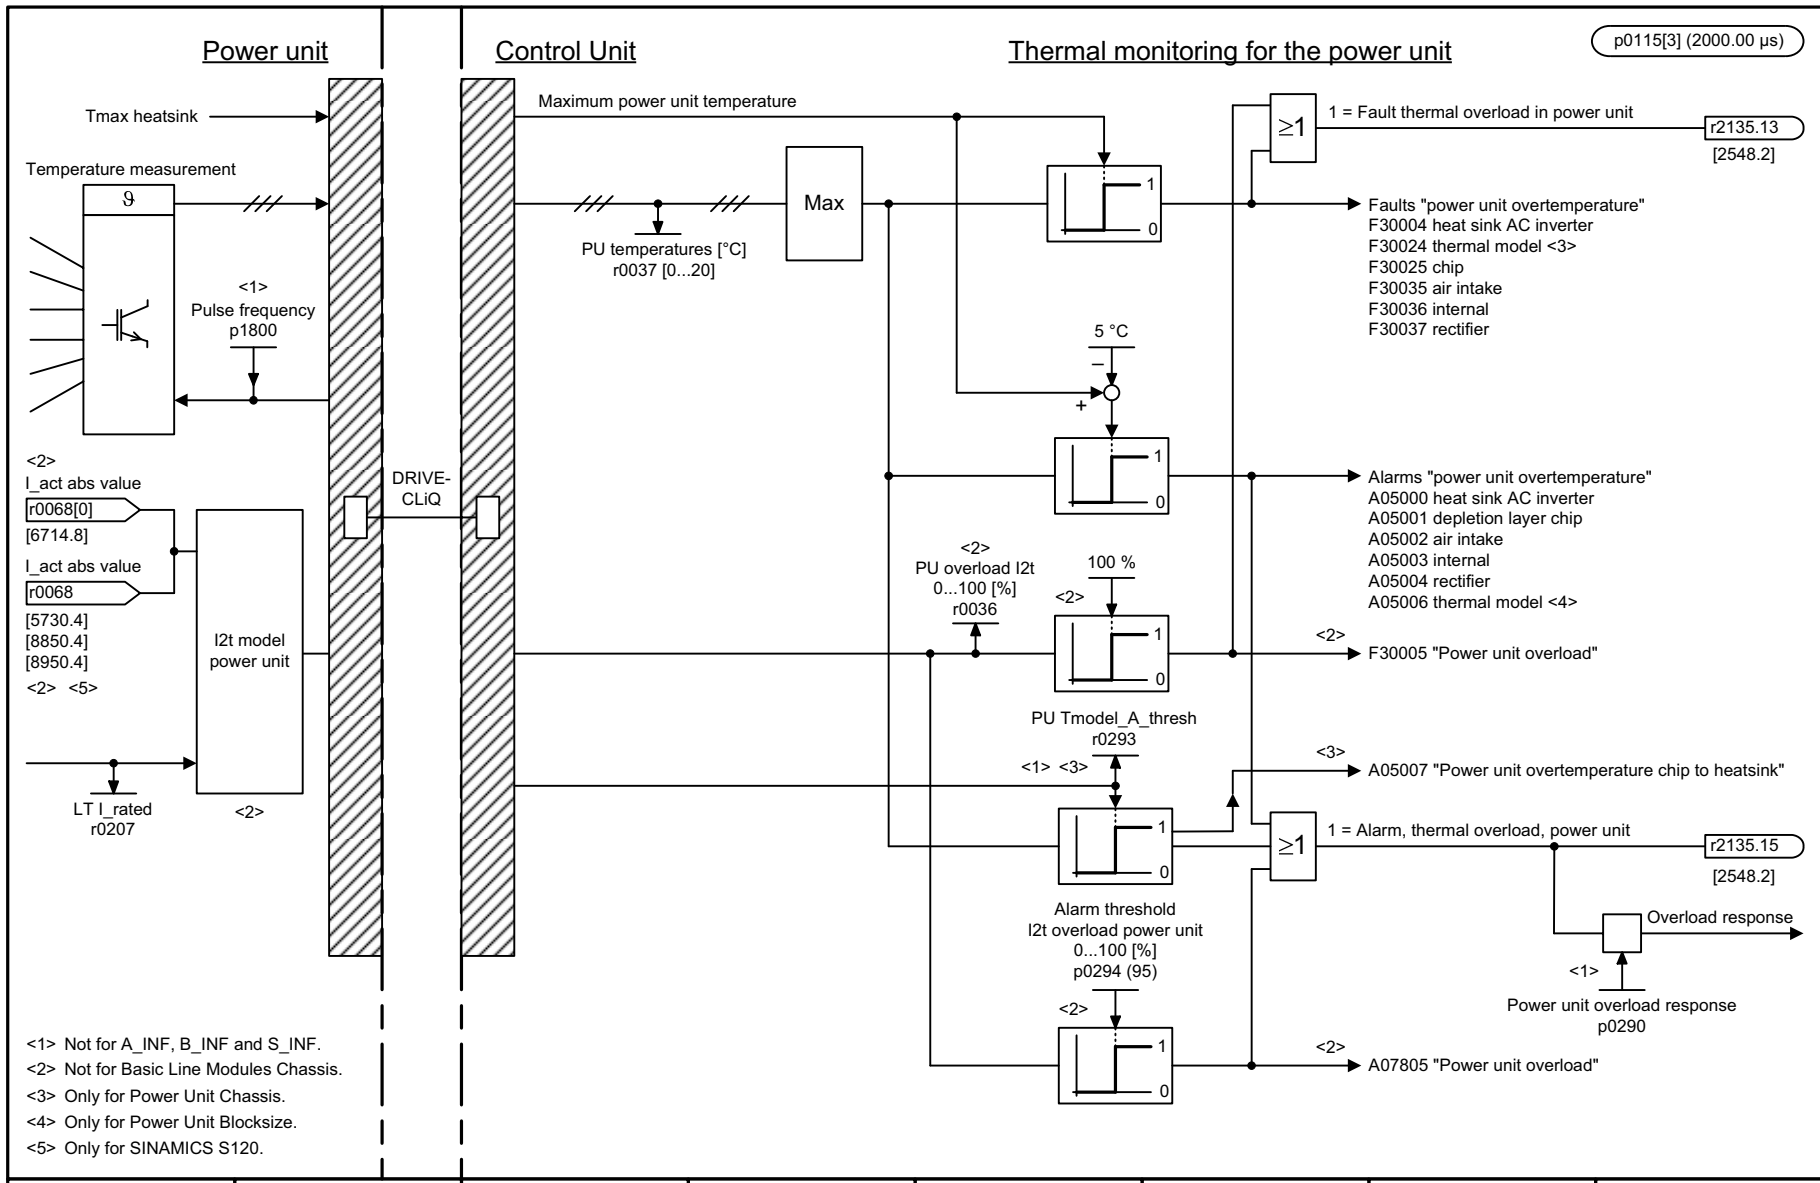 Power unit
Control Unit
Thermal monitoring for the power unit
p0115[3] (2000.00 µs)
Tmax heatsink
Maximum power unit temperature
≥1
1 = Fault thermal overload in power unit
r2135.13
[2548.2]
Temperature measurement
ϑ
Max
1
0
PU temperatures [°C]
r0037 [0...20]
Faults "power unit overtemperature"
F30004 heat sink AC inverter
F30024 thermal model <3>
F30025 chip
F30035 air intake
F30036 internal
F30037 rectifier
<1>
Pulse frequency
p1800
5 °C
–
+
1
0
Alarms "power unit overtemperature"
A05000 heat sink AC inverter
A05001 depletion layer chip
A05002 air intake
A05003 internal
A05004 rectifier
A05006 thermal model <4>
<2>
I_act abs value
r0068[0]
[6714.8]
I_act abs value
r0068
[5730.4]
[8850.4]
[8950.4]
<2> <5>
DRIVE-
CLiQ
I2t model
power unit
<2>
LT I_rated
r0207
<2>
PU overload I2t
0...100 [%]
r0036
100 %
<2>
1
0
<2>
F30005 "Power unit overload"
PU Tmodel_A_thresh
r0293
<1> <3>
<3>
A05007 "Power unit overtemperature chip to heatsink"
1
0
≥1
1 = Alarm, thermal overload, power unit
r2135.15
[2548.2]
Overload response
<1>
Power unit overload response
p0290
Alarm threshold
I2t overload power unit
0...100 [%]
p0294 (95)
<2>
1
0
<2>
A07805 "Power unit overload"
<1> Not for A_INF, B_INF and S_INF.
<2> Not for Basic Line Modules Chassis.
<3> Only for Power Unit Chassis.
<4> Only for Power Unit Blocksize.
<5> Only for SINAMICS S120.